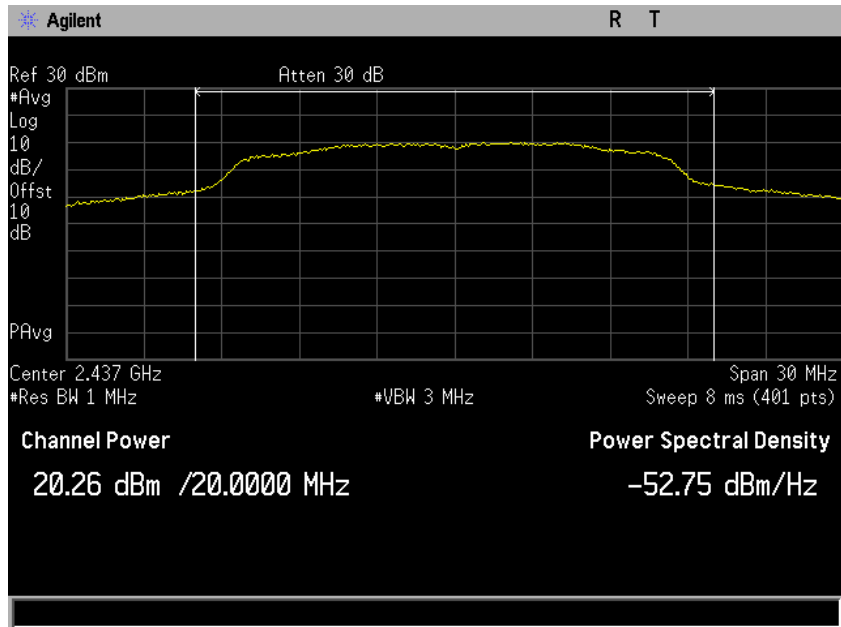 Agilent R T
Ref 30 dBm Atten 30 dB
#Avg
Log
10
dB/
Offst
10
dB
PAvg
Center 2.437 GHz Span 30 MHz
#Res BW 1 MHz #VBW 3 MHz Sweep 8 ms (401 pts)
Channel Power Power Spectral Density
20.26 dBm /20.0000 MHz -52.75 dBm/Hz